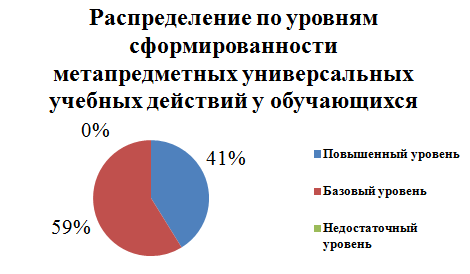 Распределение по уровням
сформированности
метапредметных универсальных
учебных действий у обучающихся
0%
41%
59%
Повышенный уровень
Базовый уровень
Недостаточный
уровень